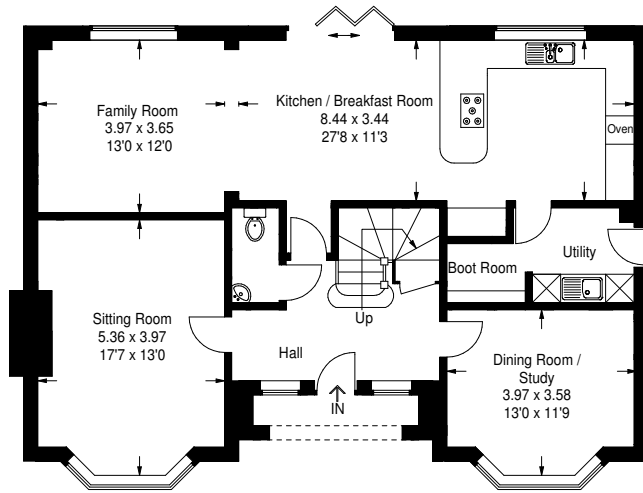 Family Room
3.97 x 3.65
13'0 x 12'0
Kitchen / Breakfast Room
8.44 x 3.44
27'8 x 11'3
Oven
Utility
Boot Room
Up
Sitting Room
5.36 x 3.97
17'7 x 13'0
Hall
Dining Room /
Study
3.97 x 3.58
13'0 x 11'9
IN